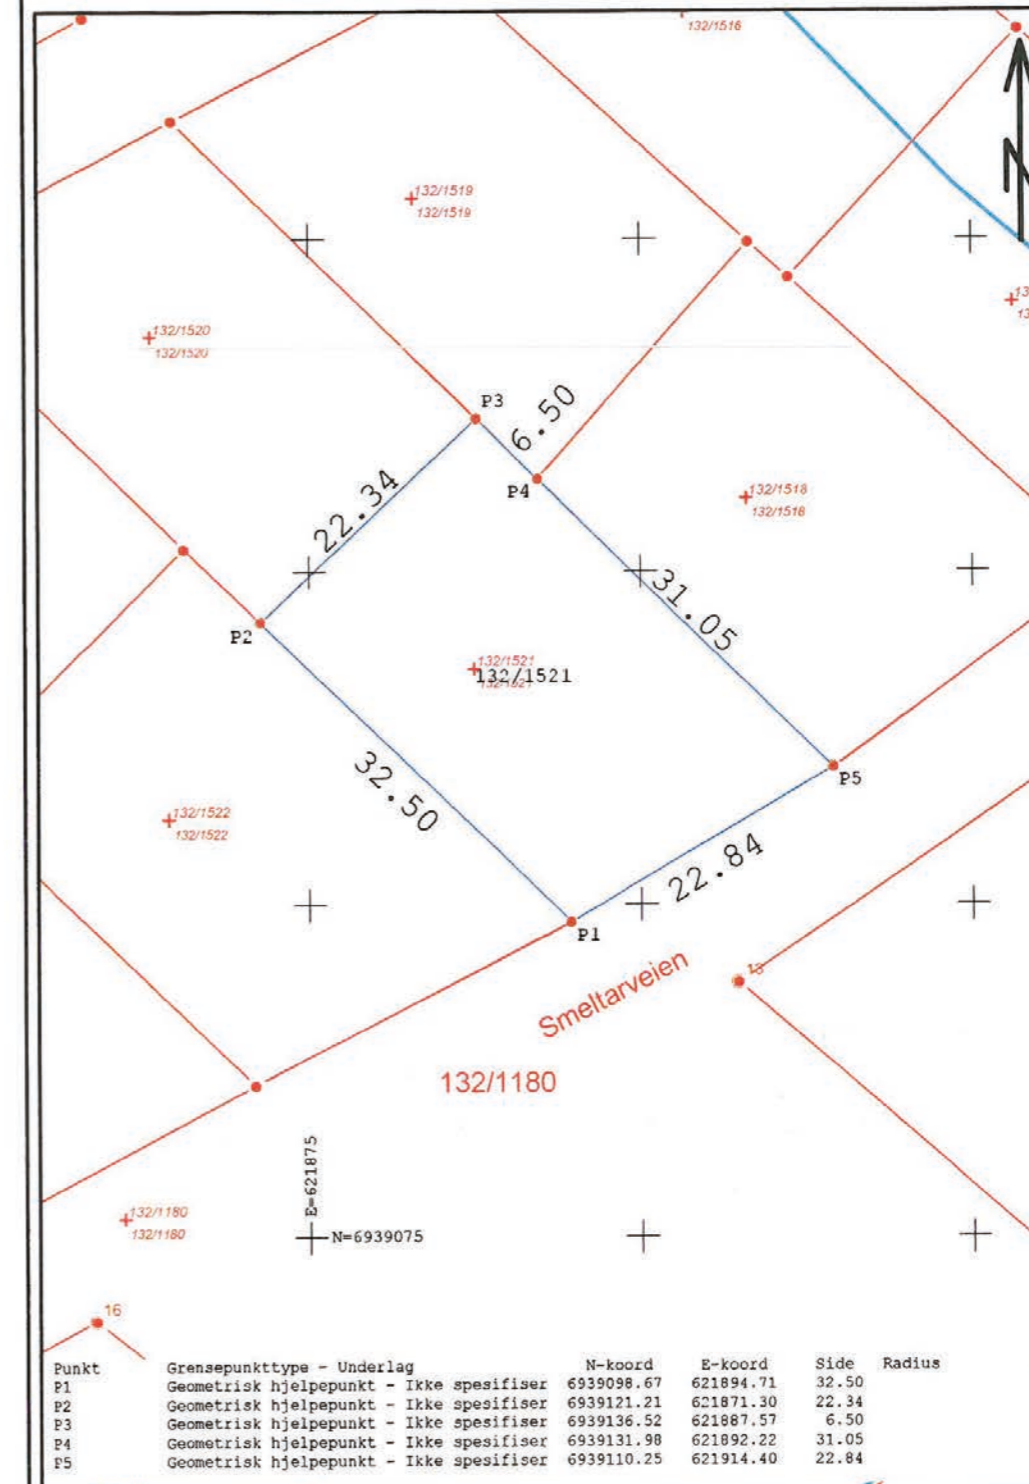 132/1516
132/1519
132/1519
132/1520
132/1520
P3
6.50
22.34
P4
132/1518
132/1518
31.05
P2
132/1521
132/1521
132/1521
32.50
P5
132/1522
132/1522
22.84
P1
Smeltarveien
132/1180
E=621875
132/1180
132/1180
N=6939075
16
Punkt Grensepunkttype - Underlag N-koord E-koord Side Radius
P1 Geometrisk hjelpepunkt - Ikke spesifiser 6939098.67 621894.71 32.50
P2 Geometrisk hjelpepunkt - Ikke spesifiser 6939121.21 621871.30 22.34
P3 Geometrisk hjelpepunkt - Ikke spesifiser 6939136.52 621887.57 6.50
P4 Geometrisk hjelpepunkt - Ikke spesifiser 6939131.98 621892.22 31.05
P5 Geometrisk hjelpepunkt - Ikke spesifiser 6939110.25 621914.40 22.84